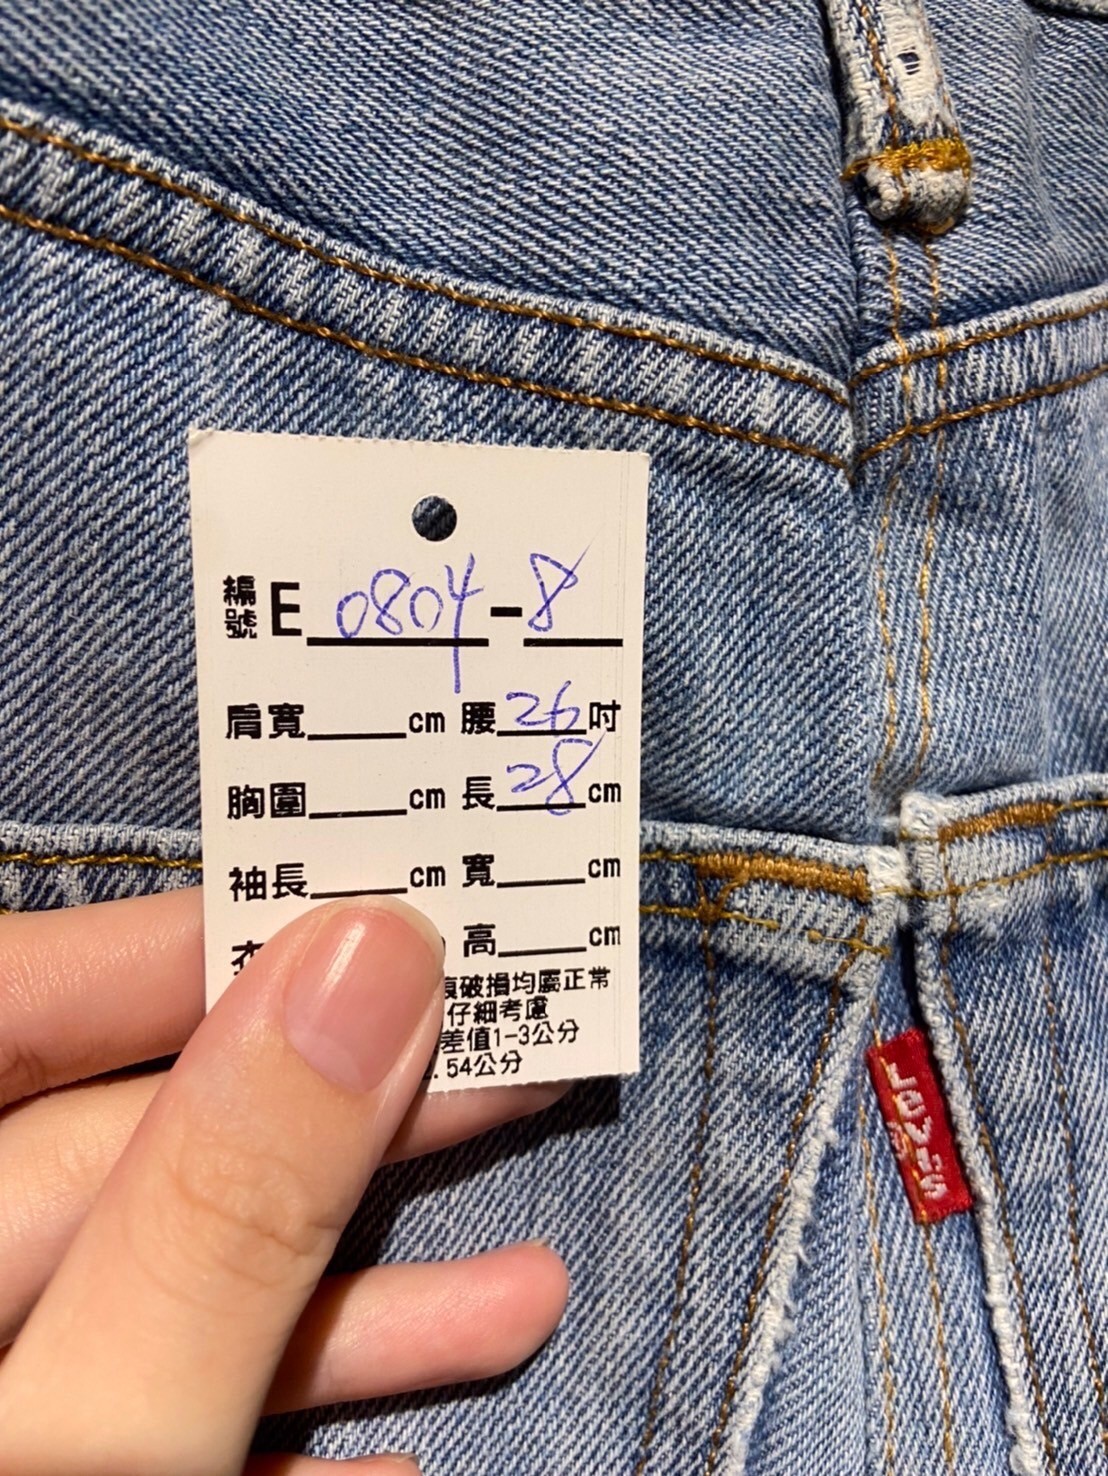 編號 E 0804-8
肩寬 cm 腰 26 吋
胸圍 cm 長 28 cm
袖長 cm 寬 cm
高 cm
痕破損均屬正常
仔細考慮
差值1-3公分
.54公分
Levi's